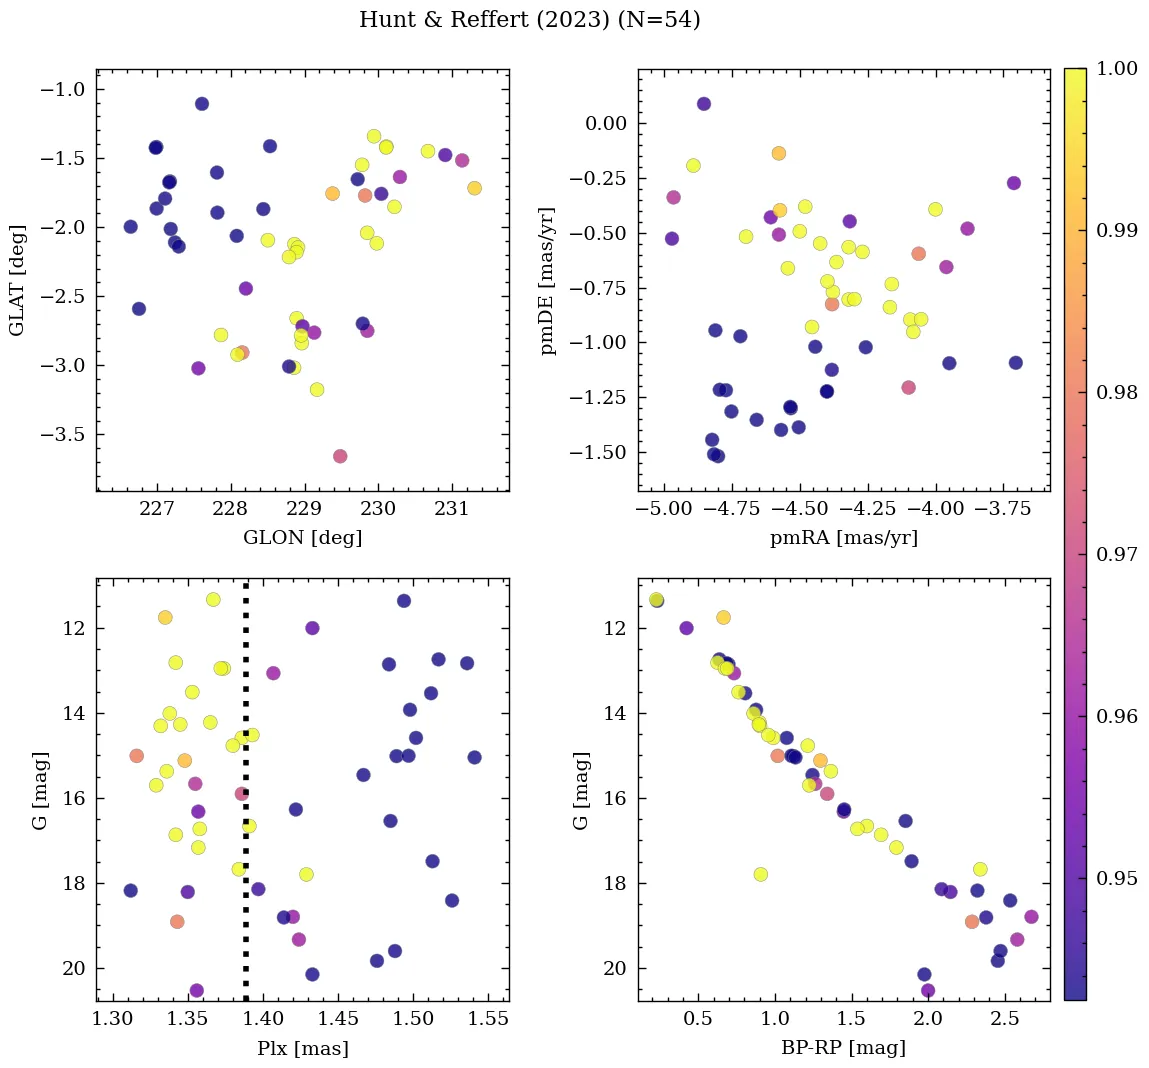 Hunt & Reffert (2023) (N=54)
−1.0
−1.5
−2.0
−2.5
−3.0
−3.5
GLAT [deg]
227 228 229 230 231
GLON [deg]
0.00
−0.25
−0.50
−0.75
−1.00
−1.25
−1.50
pmDE [mas/yr]
−5.00 −4.75 −4.50 −4.25 −4.00 −3.75
pmRA [mas/yr]
12
14
16
18
20
G [mag]
1.30 1.35 1.40 1.45 1.50 1.55
Plx [mas]
12
14
16
18
20
G [mag]
0.5 1.0 1.5 2.0 2.5
BP-RP [mag]
1.00
0.99
0.98
0.97
0.96
0.95